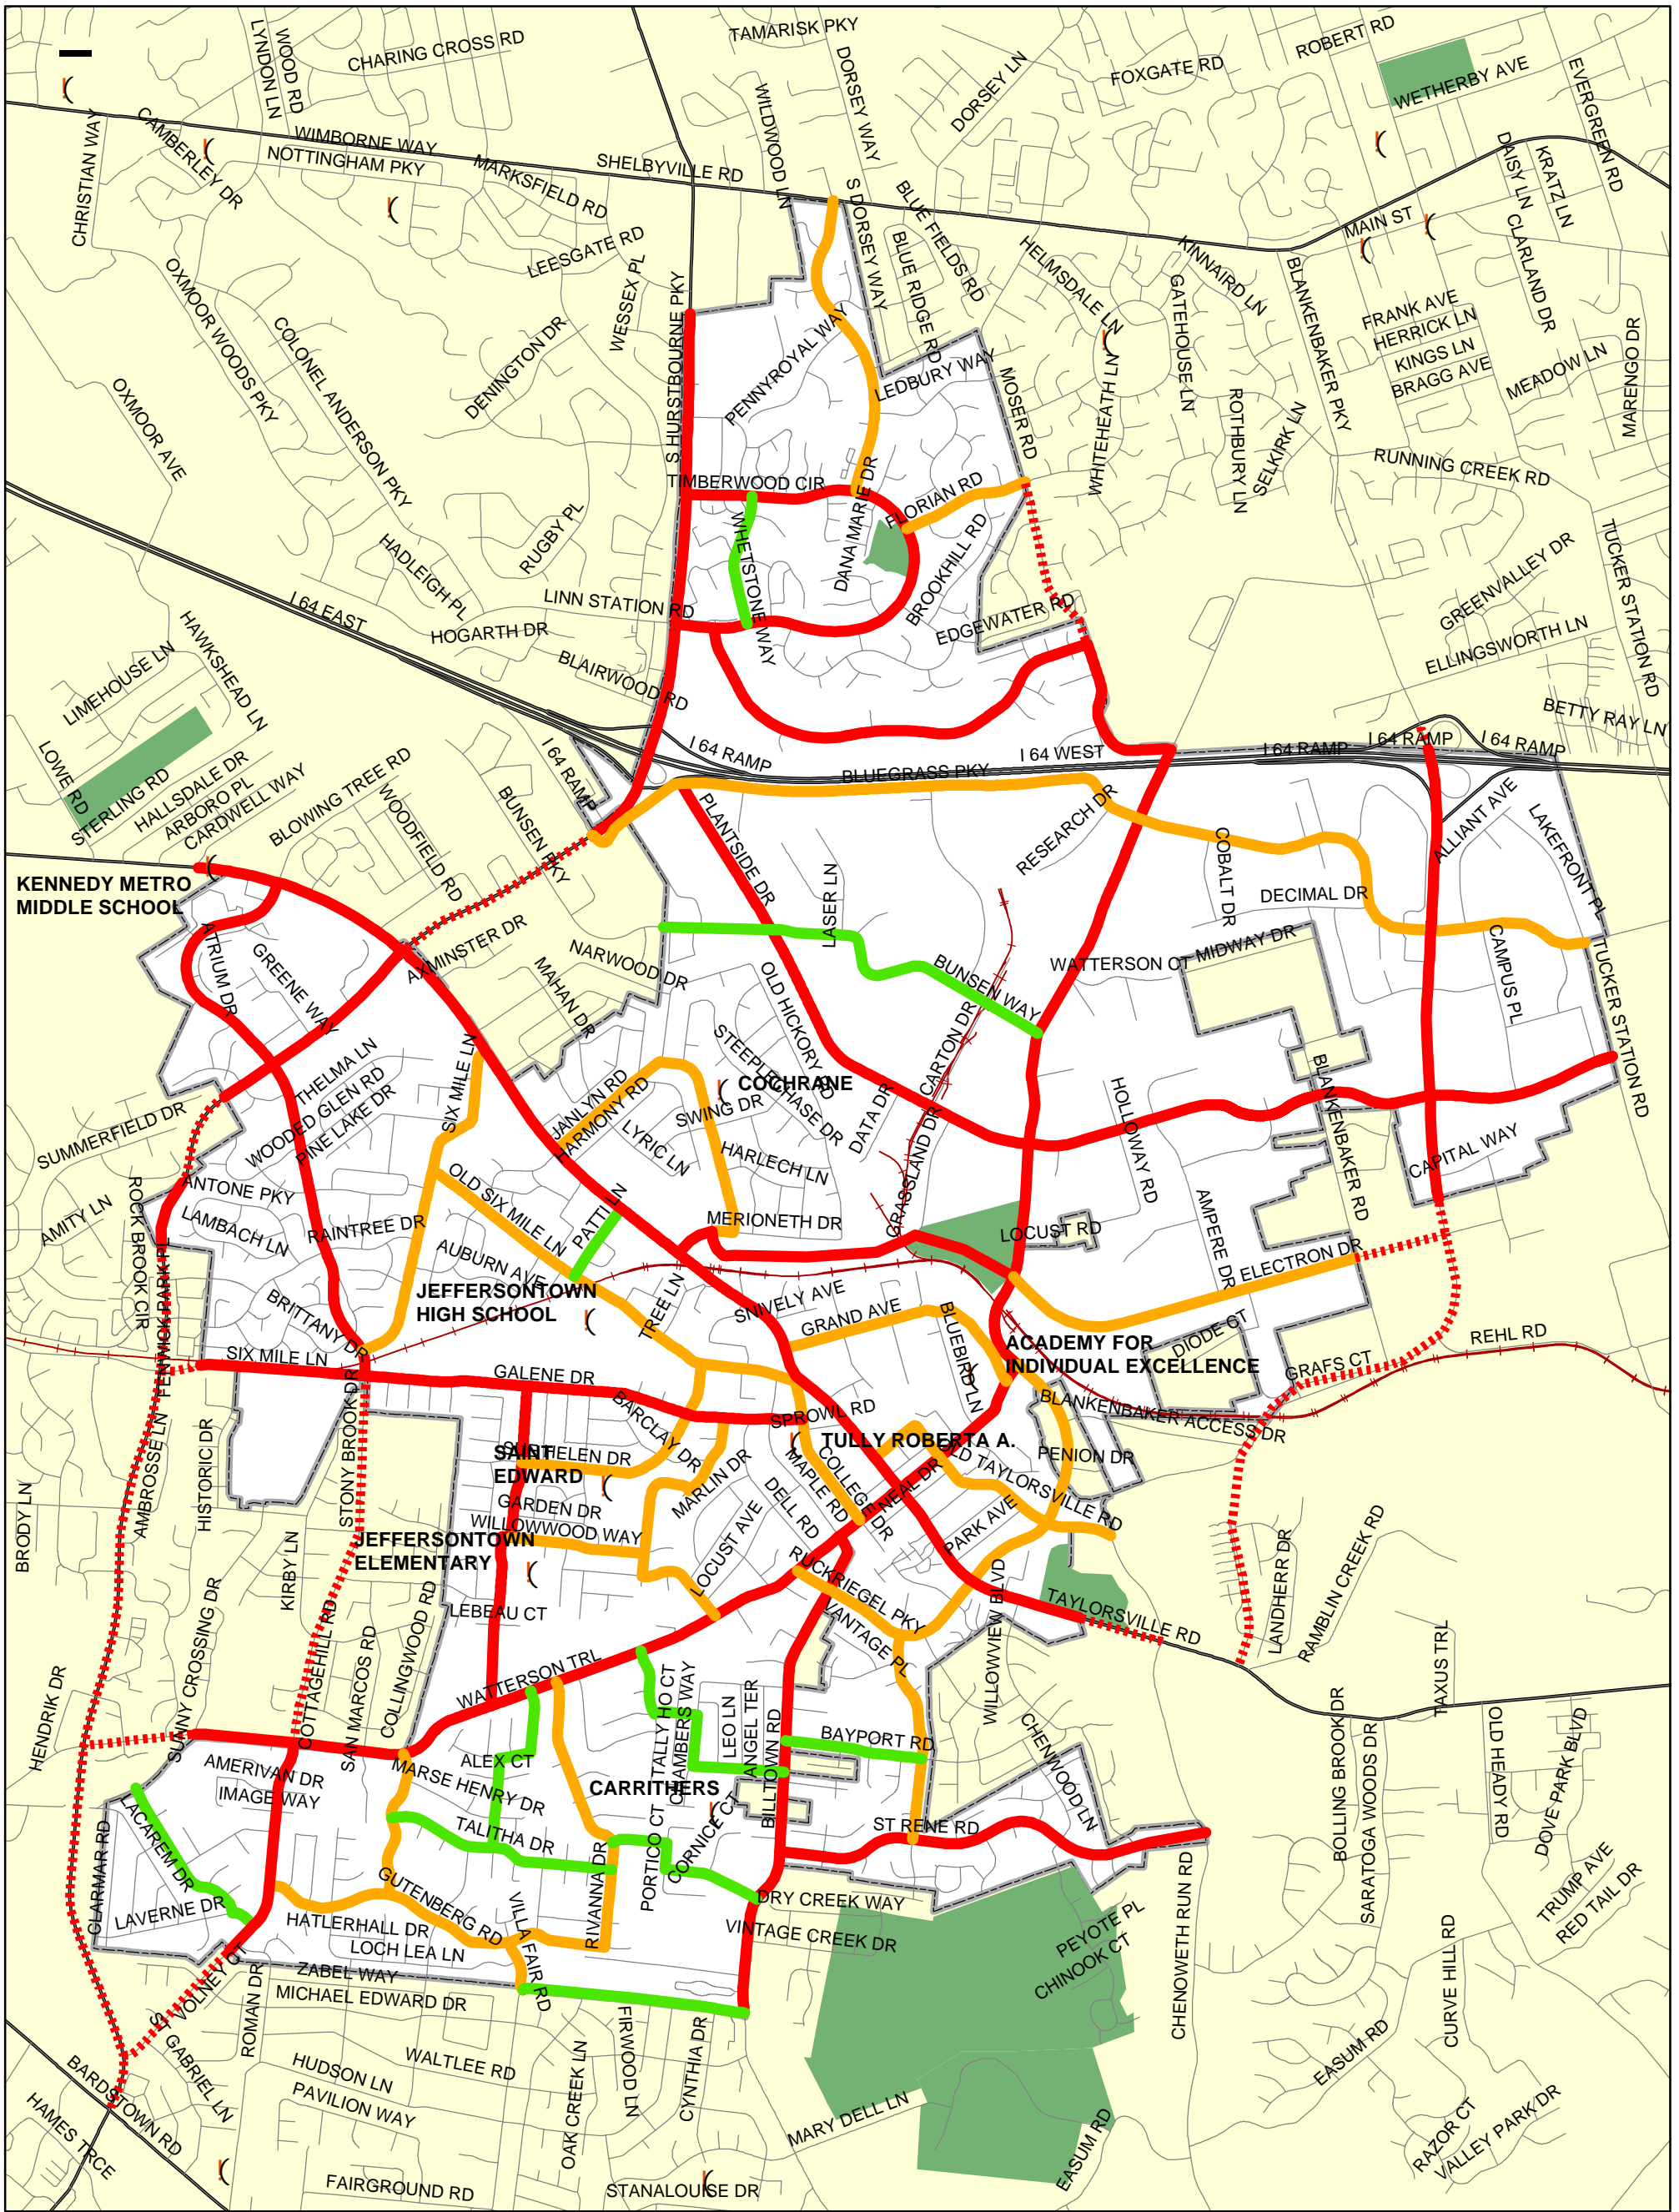 TAMARISK PKY
ROBERT RD
LYNDON LN
WOOD RD
CHARING CROSS RD
DORSEY WAY
DORSEY LN
FOXGATE RD
WETHERBY AVE
EVERGREEN RD
CHRISTIAN WAY
CAMBERLEY DR
WIMBORNE WAY
NOTTINGHAM PKY
MARKSFIELD RD
SHELBYVILLE RD
WILDWOOD LN
DAISY LN
KRATZ LN
S DORSEY WAY
BLUE FIELDS RD
BLUE RIDGE RD
HELMSDALE LN
KINNAIRD LN
MAIN ST
CLARLAND DR
OXMOOR WOODS PKY
LEESGATE RD
WESSEX PL
GATEHOUSE LN
BLANKENBAKER PKY
FRANK AVE
HERRICK LN
KINGS LN
BRAGG AVE
MEADOW LN
MARENGO DR
COLONEL ANDERSON PKY
DENINGTON DR
S HURSTBOURNE PKY
PENNYROYAL WAY
LEDBURY WAY
MOSER RD
WHITEHEATH LN
ROTHBURY LN
SELKIRK LN
OXMOOR AVE
RUNNING CREEK RD
TIMBERWOOD CIR
FLORIAN RD
DANA MARIE DR
WHETSTONE WAY
BROOKHILL RD
RUGBY PL
HADLEIGH PL
TUCKER STATION RD
GREENVALLEY DR
I 64 EAST
LINN STATION RD
HOGARTH DR
EDGEWATER RD
ELLINGSWORTH LN
HAWKSHEAD LN
LIMEHOUSE LN
BLAIRWOOD RD
BETTY RAY LN
LOWE RD
I 64 RAMP
I 64 RAMP
I 64 WEST
I 64 RAMP
I 64 RAMP
I 64 RAMP
BLUEGRASS PKY
STERLING RD
HALLSDALE DR
ARBORO PL
CARDWELL WAY
BLOWING TREE RD
WOODFIELD RD
BUNSEN PKY
PLANTSIDE DR
RESEARCH DR
ALLIANT AVE
LAKEFRONT PL
COBALT DR
KENNEDY METRO
MIDDLE SCHOOL
LASER LN
DECIMAL DR
ATRIUM DR
GREENE WAY
AXMINSTER DR
NARWOOD DR
MAHAN DR
OLD HICKORY RD
BUNSEN WAY
WATTERSON CT
MIDWAY DR
CAMPUS PL
TUCKER STATION RD
THELMA LN
WOODED GLEN RD
PINE LAKE DR
SIX MILE LN
STEEPLECHASE DR
COCHRANE
SWING DR
CARTON DR
JANLYN RD
HARMONY RD
LYRIC LN
HARLECH LN
DATA DR
HOLLOWAY RD
BLANKENBAKER RD
CAPITAL WAY
SUMMERFIELD DR
AMITY LN
ROCK BROOK CIR
ANTONE PKY
LAMBACH LN
RAINTREE DR
OLD SIX MILE LN
PATTI LN
MERIONETH DR
GRASSLAND DR
LOCUST RD
AMPERE DR
ELECTRON DR
AUBURN AVE
JEFFERSONTOWN
HIGH SCHOOL
TREE LN
SNIVELY AVE
GRAND AVE
BLUEBIRD LN
ACADEMY FOR
INDIVIDUAL EXCELLENCE
DIODE CT
REHL RD
GRAFS CT
FENWICK PARK PL
BRITTANY DR
SIX MILE LN
GALENE DR
BARCLAY DR
SPROWL RD
BLANKENBAKER ACCESS DR
STONY BROOK DR
HISTORIC DR
AMBROSSE LN
BRODY LN
SAINT
EDWARD
MARLIN DR
MAPLE RD
COLLEGE DR
TULLY ROBERTA A.
OLD TAYLORSVILLE RD
PENION DR
GARDEN DR
WILLOWWOOD WAY
JEFFERSONTOWN
ELEMENTARY
LOCUST AVE
DELL RD
NEAL DR
PARK AVE
KIRBY LN
LEBEAU CT
RUCKRIEGEL PKY
VANTAGE PL
WILLOWVIEW BLVD
TAYLORSVILLE RD
LANDHERR DR
RAMBLIN CREEK RD
TAXUS TRL
HENDRIK DR
SUNNY CROSSING DR
COTTAGEHILL RD
SAN MARCOS RD
COLLINGWOOD RD
WATTERSON TRL
TALLY HO CT
CHAMBERS WAY
LEO LN
ANGEL TER
BILLTOWN RD
BAYPORT RD
CHENWOOD LN
BOLLING BROOK DR
SARATOGA WOODS DR
OLD HEADY RD
DOVE PARK BLVD
AMERIVAN DR
IMAGE WAY
MARSE HENRY DR
ALEX CT
CARRITHERS
CORNICE CT
PORTICO CT
ST RENE RD
LACAREM DR
GLARMAR RD
LAVERNE DR
TALITHA DR
GUTENBERG RD
HATLERHALL DR
LOCH LEA LN
VILLA FAIR RD
RIVANNA DR
DRY CREEK WAY
VINTAGE CREEK DR
PEYOTE PL
CHINOOK CT
CHENOWETH RUN RD
TRUMP AVE
RED TAIL DR
CURVE HILL RD
VOLNEY CT
ZABEL WAY
MICHAEL EDWARD DR
ROMAN DR
ST GABRIEL LN
HUDSON LN
WALTLEE RD
PAVILION WAY
OAK CREEK LN
FIRWOOD LN
CYNTHIA DR
MARY DELL LN
EASUM RD
EASUM RD
RAZOR CT
VALLEY PARK DR
BARDSTOWN RD
HAMES TRCE
FAIRGROUND RD
STANALOUISE DR